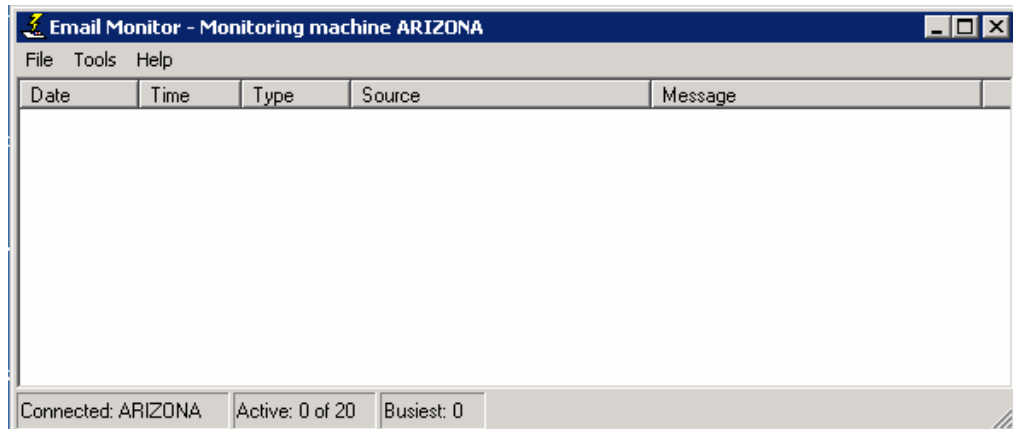 Email Monitor - Monitoring machine ARIZONA
File Tools Help
Date Time Type Source Message
Connected: ARIZONA Active: 0 of 20 Busiest: 0